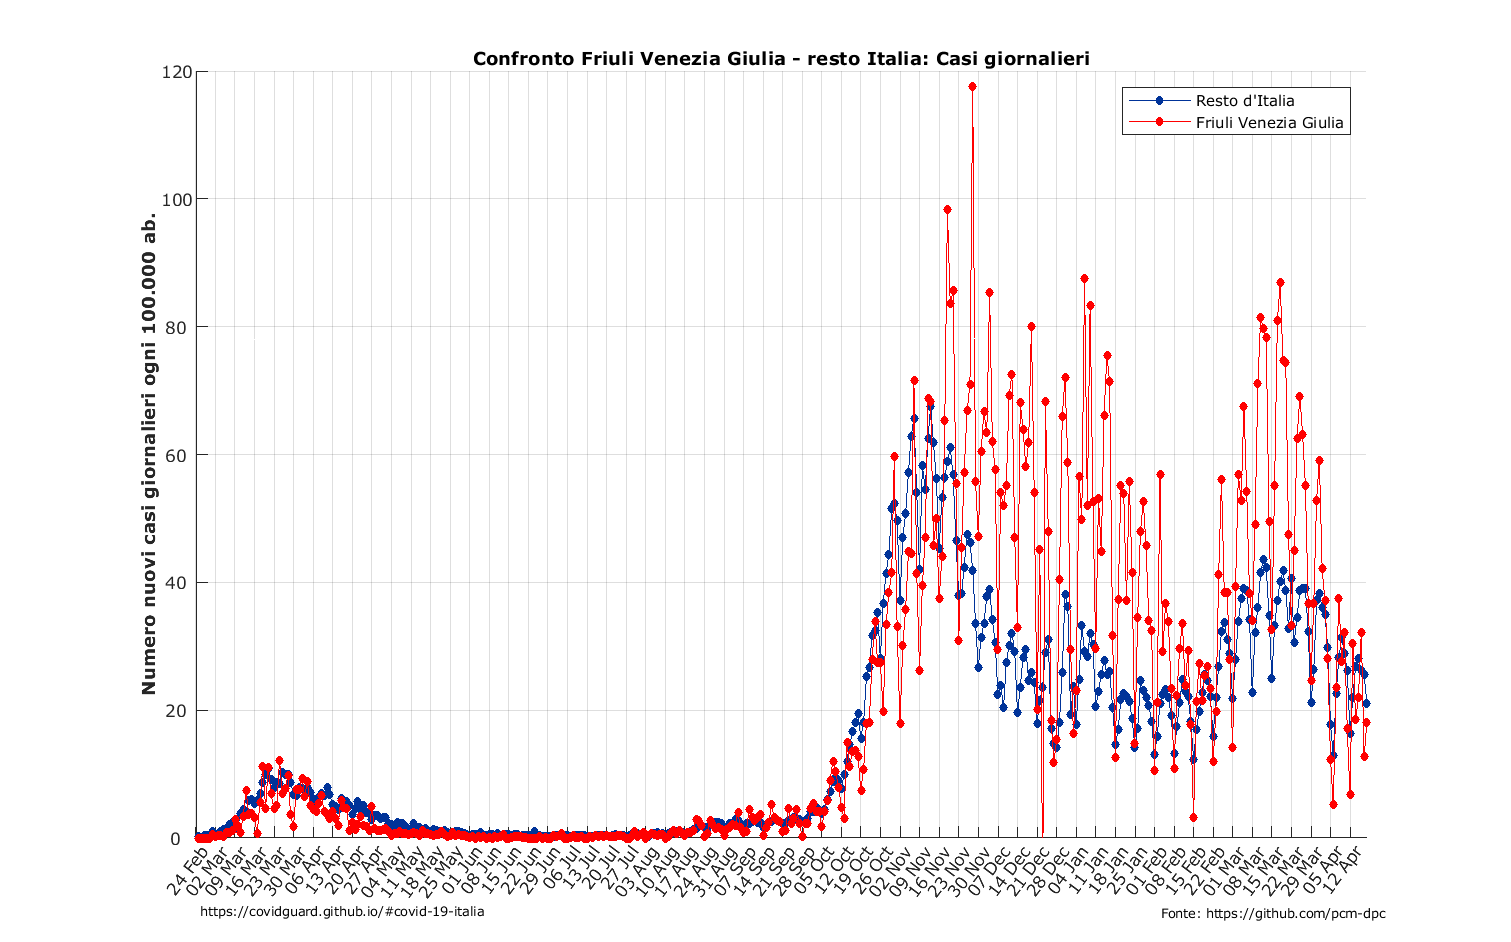 Confronto Friuli Venezia Giulia - resto Italia: Casi giornalieri
Resto d'Italia
Friuli Venezia Giulia
Numero nuovi casi giornalieri ogni 100.000 ab.
120
100
80
60
40
20
0
24 Feb
02 Mar
09 Mar
16 Mar
23 Mar
30 Mar
06 Apr
13 Apr
20 Apr
27 Apr
04 May
11 May
18 May
25 May
01 Jun
08 Jun
15 Jun
22 Jun
29 Jun
06 Jul
13 Jul
20 Jul
27 Jul
03 Aug
10 Aug
17 Aug
24 Aug
31 Aug
07 Sep
14 Sep
21 Sep
28 Sep
05 Oct
12 Oct
19 Oct
26 Oct
02 Nov
09 Nov
16 Nov
23 Nov
30 Nov
07 Dec
14 Dec
21 Dec
28 Dec
04 Jan
11 Jan
18 Jan
25 Jan
01 Feb
08 Feb
15 Feb
22 Feb
01 Mar
08 Mar
15 Mar
22 Mar
29 Mar
05 Apr
12 Apr
https://covidguard.github.io/#covid-19-italia
Fonte: https://github.com/pcm-dpc